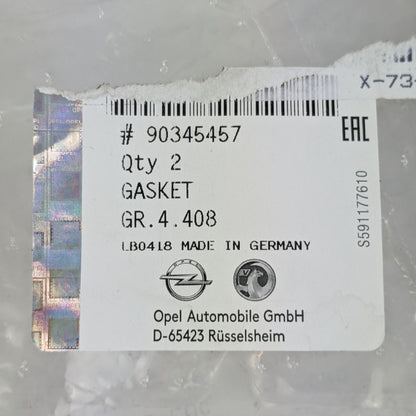 X-73-
# 90345457
EAC
Qty 2
GASKET
GR.4.408
LB0418 MADE IN GERMANY
S591177610
Opel Automobile GmbH
D-65423 Rüsselsheim